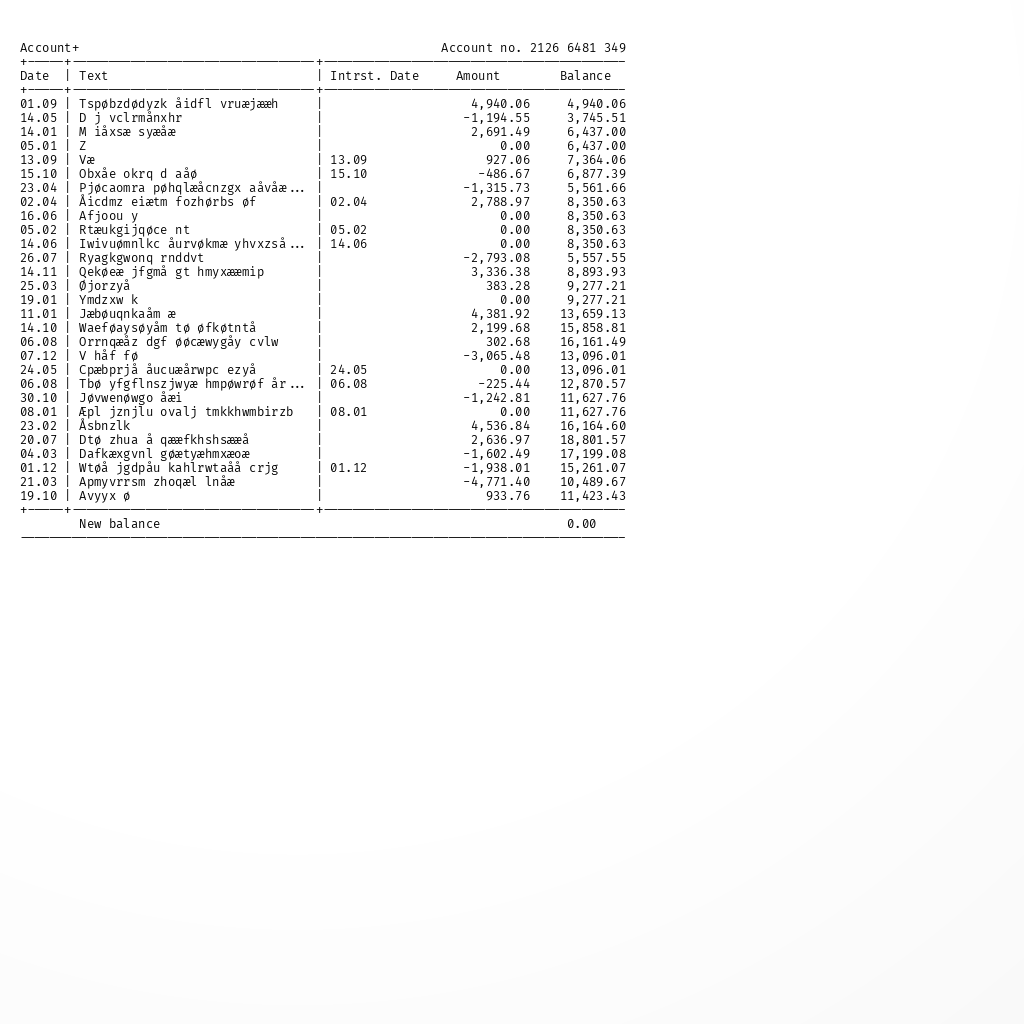 Account+ Account no. 2126 6481 349
Date | Text | Intrst. Date Amount Balance
01.09 | Tspøbzdødyzk åidfl vruæjææh | 4,940.06 4,940.06
14.05 | D j vclrmånxhr | -1,194.55 3,745.51
14.01 | M iåxsæ syæåæ | 2,691.49 6,437.00
05.01 | Z | 0.00 6,437.00
13.09 | Væ | 13.09 927.06 7,364.06
15.10 | Obxåe okrq d aåø | 15.10 -486.67 6,877.39
23.04 | Pjøcaomra pøhqlæåcnzgx aåvåæ... | -1,315.73 5,561.66
02.04 | Åicdmz eiætm fozhørbs øf | 02.04 2,788.97 8,350.63
16.06 | Afjoou y | 0.00 8,350.63
05.02 | Rtæukgijqøce nt | 05.02 0.00 8,350.63
14.06 | Iwivuømnlkc åurvøkmæ yhvxzså... | 14.06 0.00 8,350.63
26.07 | Ryagkgwonq rnddvt | -2,793.08 5,557.55
14.11 | Qekøeæ jfgmå gt hmyxææmip | 3,336.38 8,893.93
25.03 | Øjorzyå | 383.28 9,277.21
19.01 | Ymdzxw k | 0.00 9,277.21
11.01 | Jæbøuqnkaåm æ | 4,381.92 13,659.13
14.10 | Waeføaysøyåm tø øfkøtntå | 2,199.68 15,858.81
06.08 | Orrnqæåz dgf øøcæwygåy cvlw | 302.68 16,161.49
07.12 | V håf fø | -3,065.48 13,096.01
24.05 | Cpæbprjå åucuæårwpc ezyå | 24.05 0.00 13,096.01
06.08 | Tbø yfgflnszjwyæ hmpøwrøf år... | 06.08 -225.44 12,870.57
30.10 | Jøvwenøwgo åæi | -1,242.81 11,627.76
08.01 | Æpl jznjlu ovalj tmkkhwmbirzb | 08.01 0.00 11,627.76
23.02 | Åsbnzlk | 4,536.84 16,164.60
20.07 | Dtø zhua å qææfkhshsææå | 2,636.97 18,801.57
04.03 | Dafkæxgvnl gøætyæhmxæoæ | -1,602.49 17,199.08
01.12 | Wtøå jgdpåu kahlrwtaåå crjg | 01.12 -1,938.01 15,261.07
21.03 | Apmyvrrsm zhoqæl lnåæ | -4,771.40 10,489.67
19.10 | Avyyx ø | 933.76 11,423.43
New balance 0.00